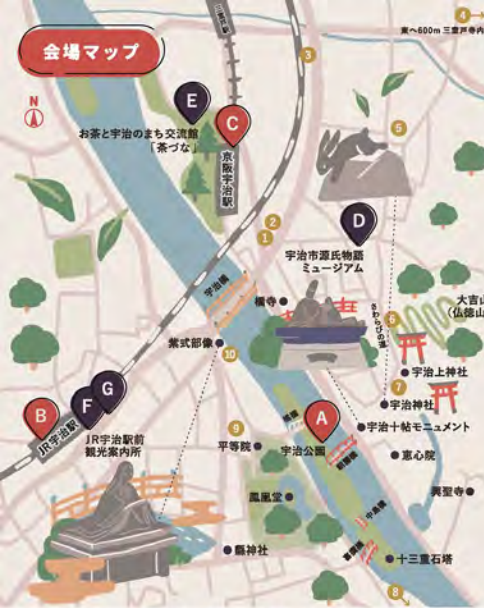 会場マップ
N
4
東へ600m 三室戸寺内
3
E
お茶と宇治のまち交流館
「茶づな」
C
京阪宇治駅
5
D
宇治市源氏物語
ミュージアム
2
1
宇治橋
橋寺
さわらびの道
6
大吉山
(仏徳山
紫式部像
10
宇治上神社
7
宇治神社
G
F
B
JR宇治駅
JR宇治駅前
観光案内所
A
宇治公園
宇治十帖モニュメント
9
平等院
朝霧橋
恵心院
鳳凰堂
中島橋
興聖寺
縣神社
十三重石塔
8